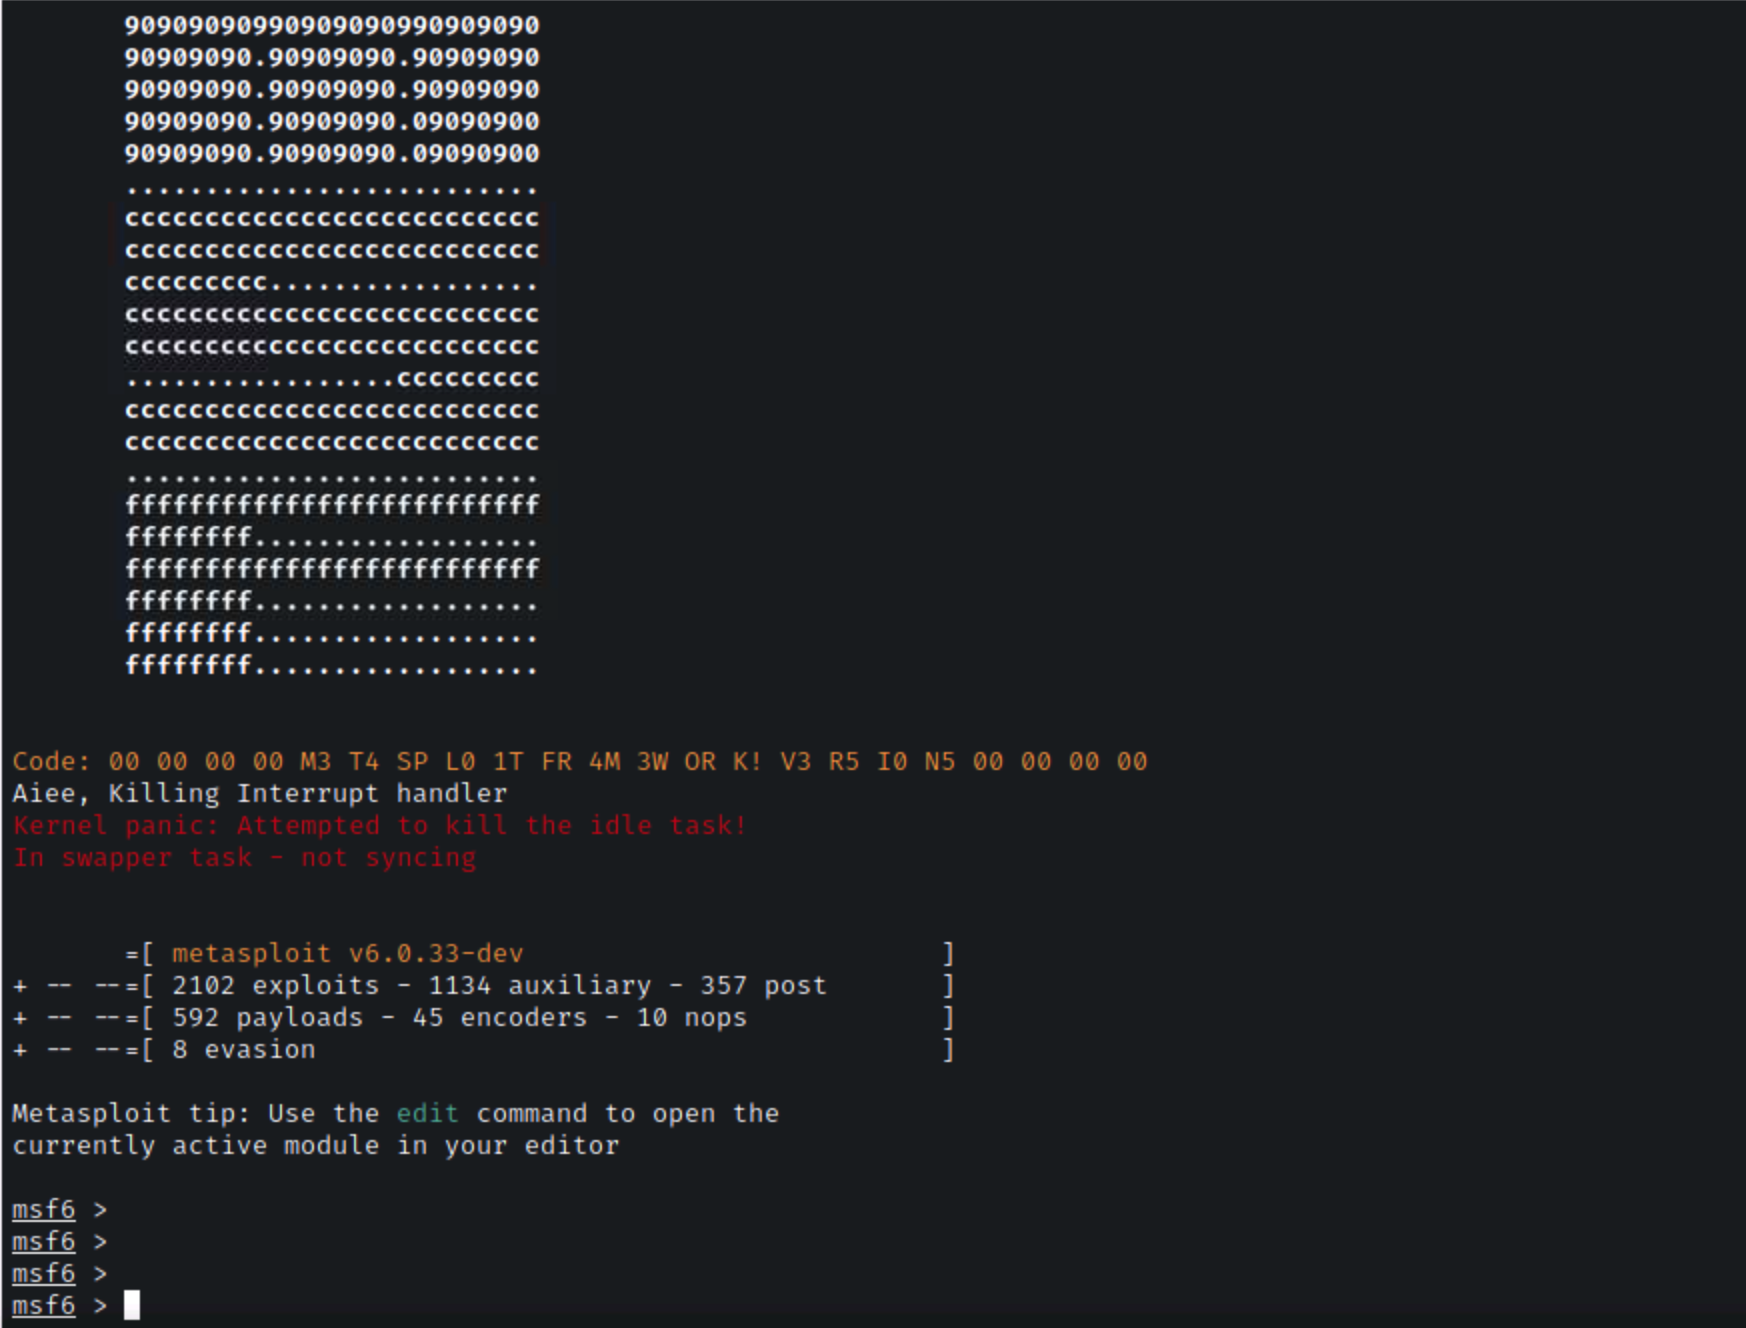 90909090990909090990909090
90909090.90909090.90909090
90909090.90909090.90909090
90909090.90909090.09090900
90909090.90909090.09090900
..........................
cccccccccccccccccccccccccc
cccccccccccccccccccccccccc
ccccccccc.................
cccccccccccccccccccccccccc
cccccccccccccccccccccccccc
.................ccccccccc
cccccccccccccccccccccccccc
cccccccccccccccccccccccccc
..........................
ffffffffffffffffffffffffff
ffffffff..................
ffffffffffffffffffffffffff
ffffffff..................
ffffffff..................
ffffffff..................
Code: 00 00 00 00 M3 T4 SP L0 1T FR 4M 3W OR K! V3 R5 I0 N5 00 00 00 00
Aiee, Killing Interrupt handler
Kernel panic: Attempted to kill the idle task!
In swapper task - not syncing
=[ metasploit v6.0.33-dev ]
+ -- --=[ 2102 exploits - 1134 auxiliary - 357 post ]
+ -- --=[ 592 payloads - 45 encoders - 10 nops ]
+ -- --=[ 8 evasion ]
Metasploit tip: Use the edit command to open the
currently active module in your editor
msf6 >
msf6 >
msf6 >
msf6 >